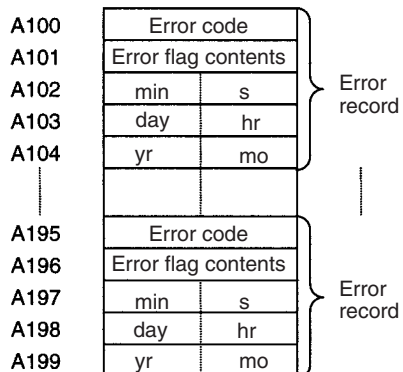 A100 Error code
A101 Error flag contents
A102 min s
Error
A103 day hr
record
A104 yr mo
A195 Error code
A196 Error flag contents
A197 min s
Error
A198 day hr
record
A199 yr mo